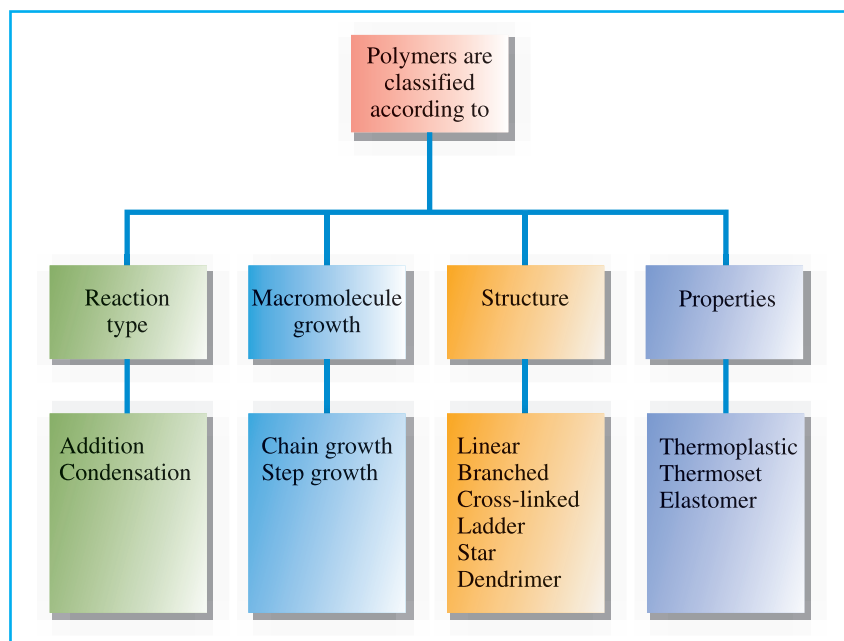 Polymers are
classified
according to
Reaction
type
Macromolecule
growth
Structure
Properties
Addition
Condensation
Chain growth
Step growth
Linear
Branched
Cross-linked
Ladder
Star
Dendrimer
Thermoplastic
Thermoset
Elastomer